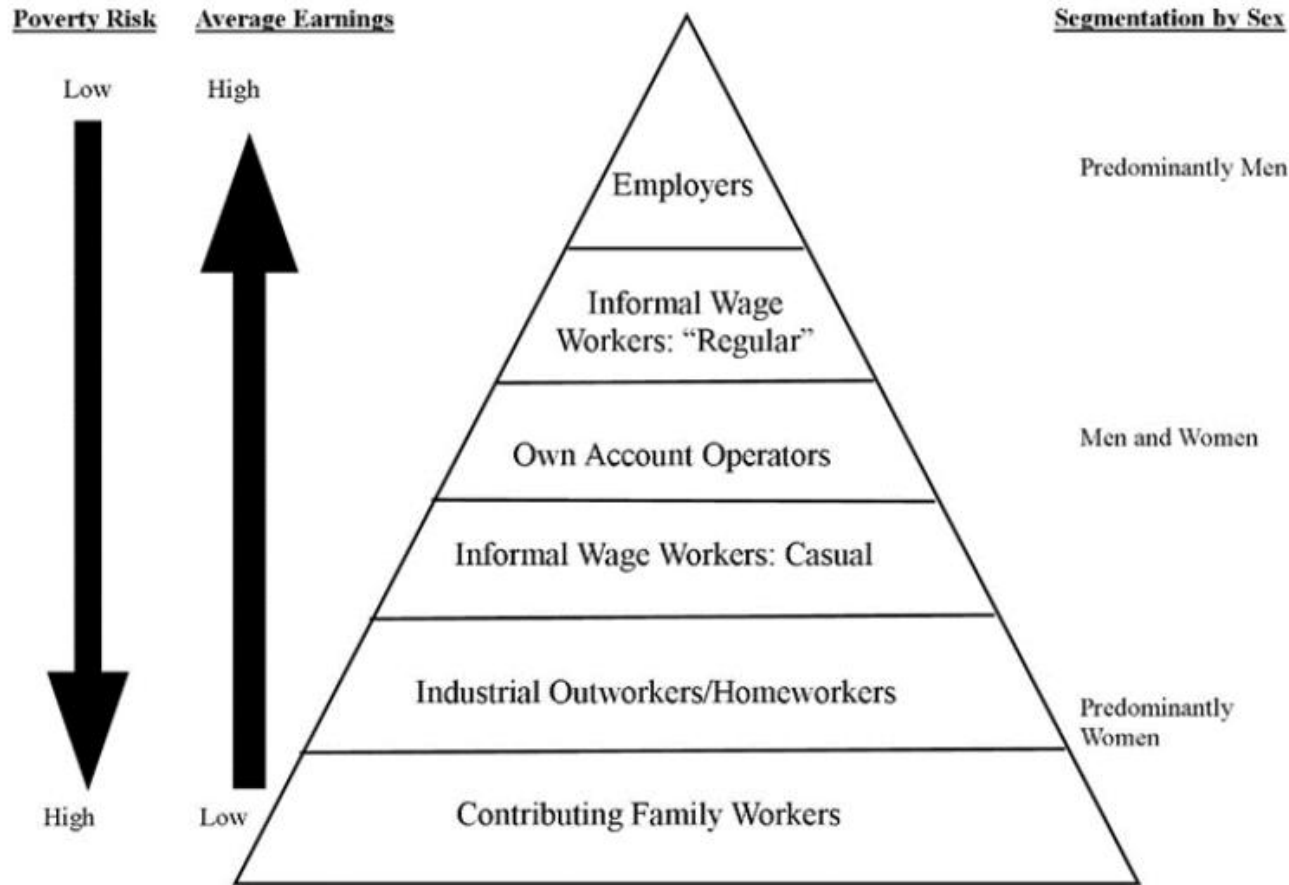 Poverty Risk
Average Earnings
Segmentation by Sex
Low
High
Predominantly Men
Employers
Informal Wage
Workers: “Regular”
Men and Women
Own Account Operators
Informal Wage Workers: Casual
Industrial Outworkers/Homeworkers
Predominantly
Women
High
Low
Contributing Family Workers